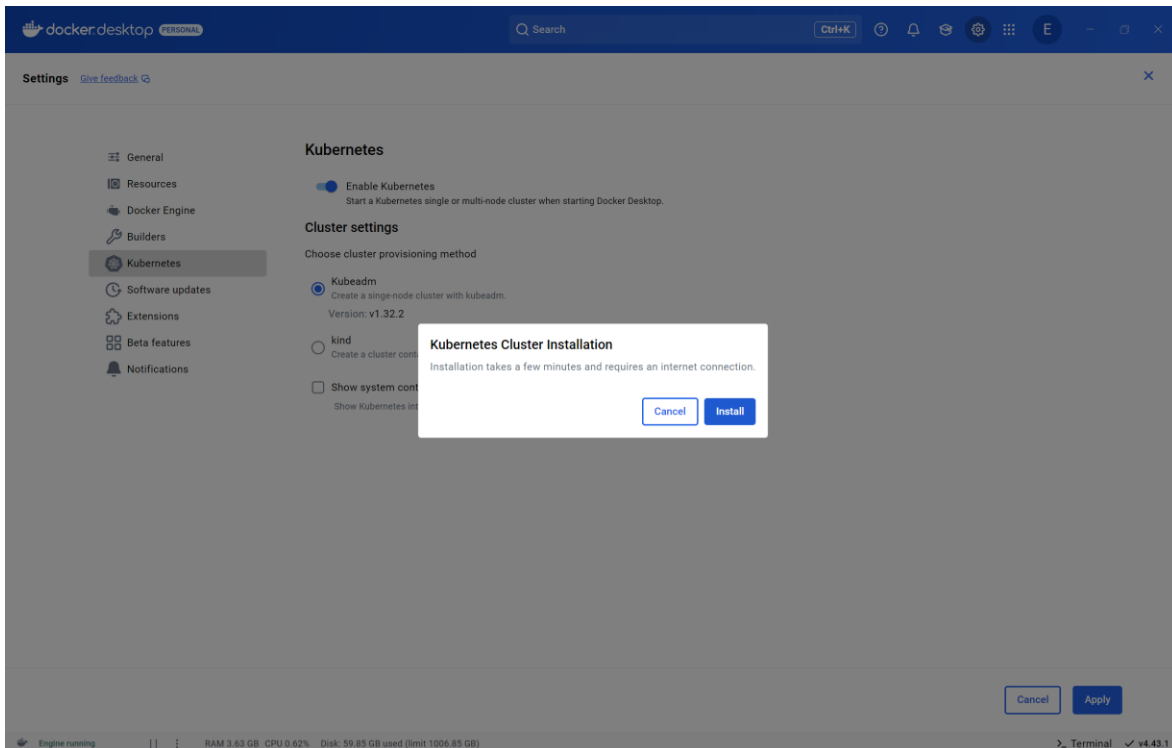 docker.desktop PERSONAL
Search
Ctrl+K
E
Settings Give feedback
General
Resources
Docker Engine
Builders
Kubernetes
Software updates
Extensions
Beta features
Notifications
Kubernetes
Enable Kubernetes
Start a Kubernetes single or multi-node cluster when starting Docker Desktop.
Cluster settings
Choose cluster provisioning method
Kubeadm
Create a singe-node cluster with kubeadm.
Version: v1.32.2
kind
Create a cluster cont
Show system cont
Show Kubernetes int
Kubernetes Cluster Installation
Installation takes a few minutes and requires an internet connection.
Cancel Install
Cancel Apply
Engine running RAM 3.63 GB CPU 0.62% Disk: 59.85 GB used (limit 1006.85 GB) Terminal v4.43.1